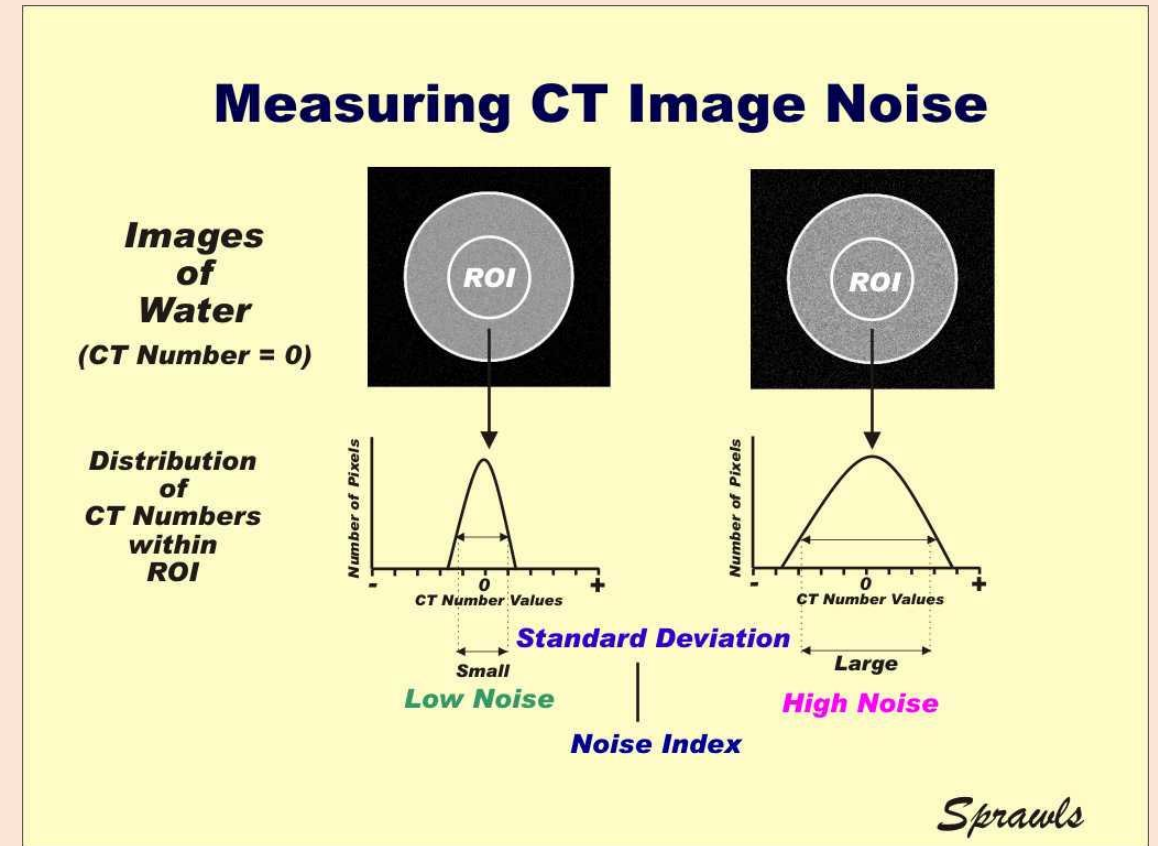 Measuring CT Image Noise
Images
of
Water
(CT Number = 0)
ROI
ROI
Distribution
of
CT Numbers
within
ROI
Number of Pixels
- 0 +
CT Number Values
Number of Pixels
- 0 +
CT Number Values
Standard Deviation
Small
Large
Low Noise
High Noise
Noise Index
Sprawls